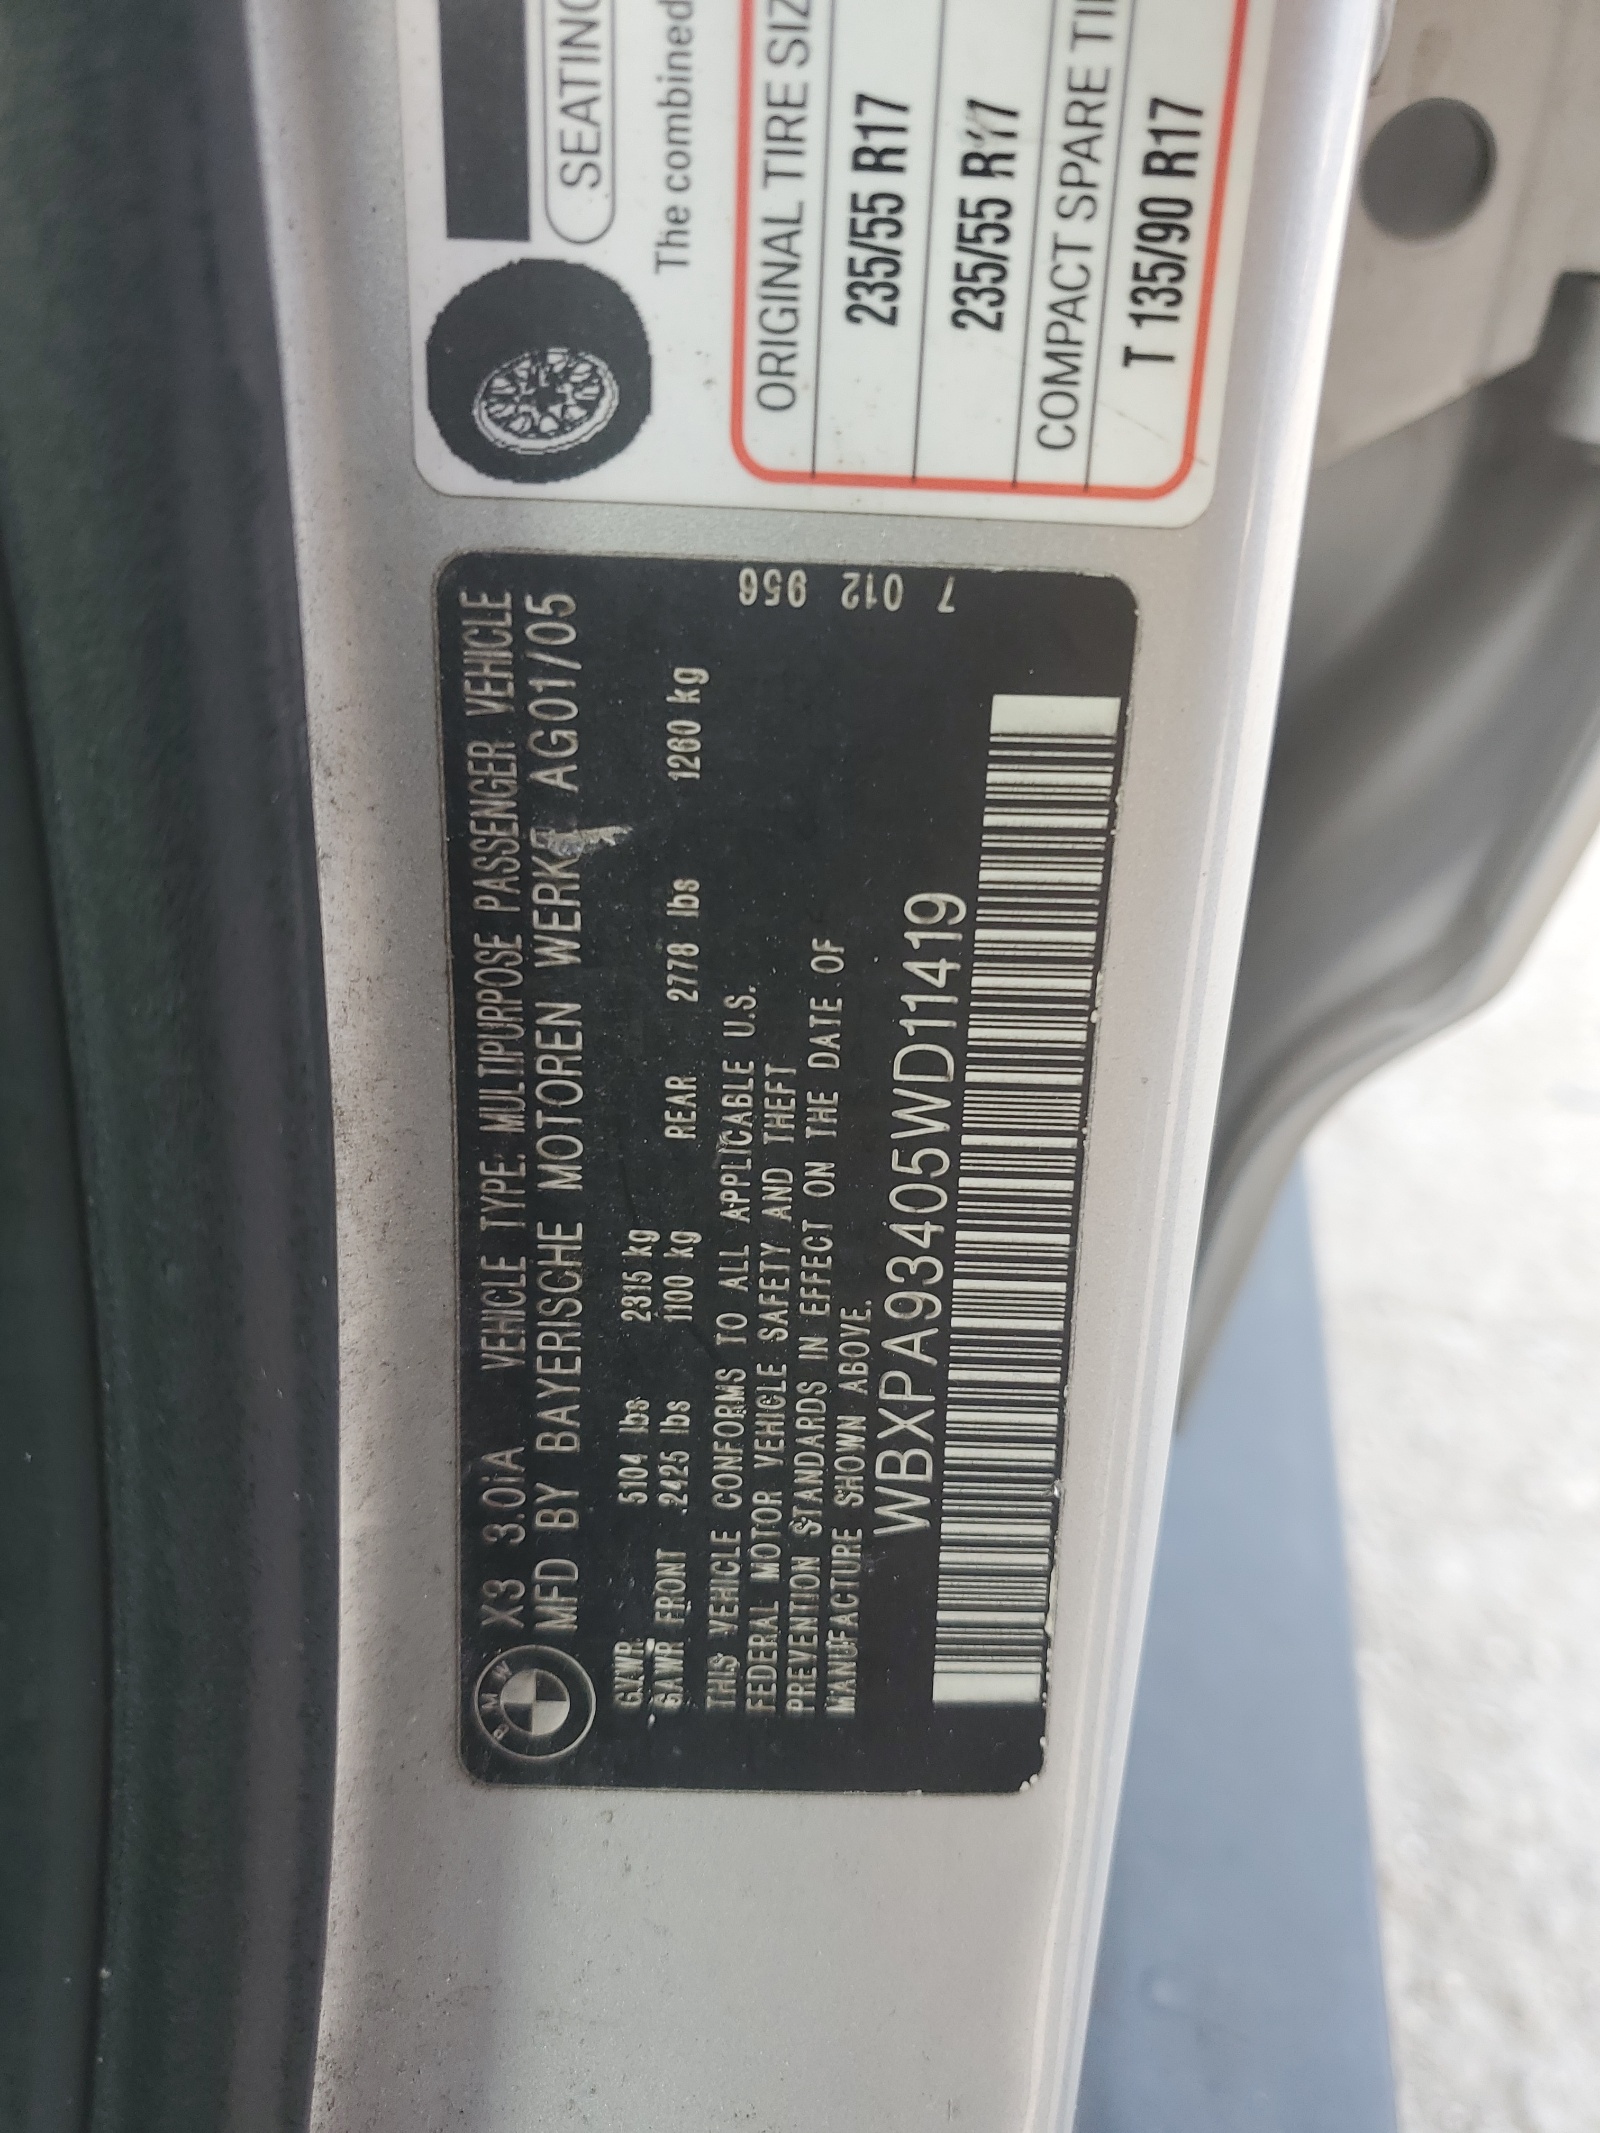 BMW
X3 3.0iA VEHICLE TYPE: MULTIPURPOSE PASSENGER VEHICLE
MFD BY BAYERISCHE MOTOREN WERKE AG01/05
GVWR 5104 lbs 2315 kg
GAWR FRONT 2425 lbs 1100 kg REAR 2778 lbs 1260 kg
THIS VEHICLE CONFORMS TO ALL APPLICABLE U.S.
FEDERAL MOTOR VEHICLE SAFETY AND THEFT
PREVENTION STANDARDS IN EFFECT ON THE DATE OF
MANUFACTURE SHOWN ABOVE.
WBXPA93405WD11419
7 012 956
SEATING
The combined
ORIGINAL TIRE SIZ
235/55 R17
235/55 R17
COMPACT SPARE TI
T 135/90 R17